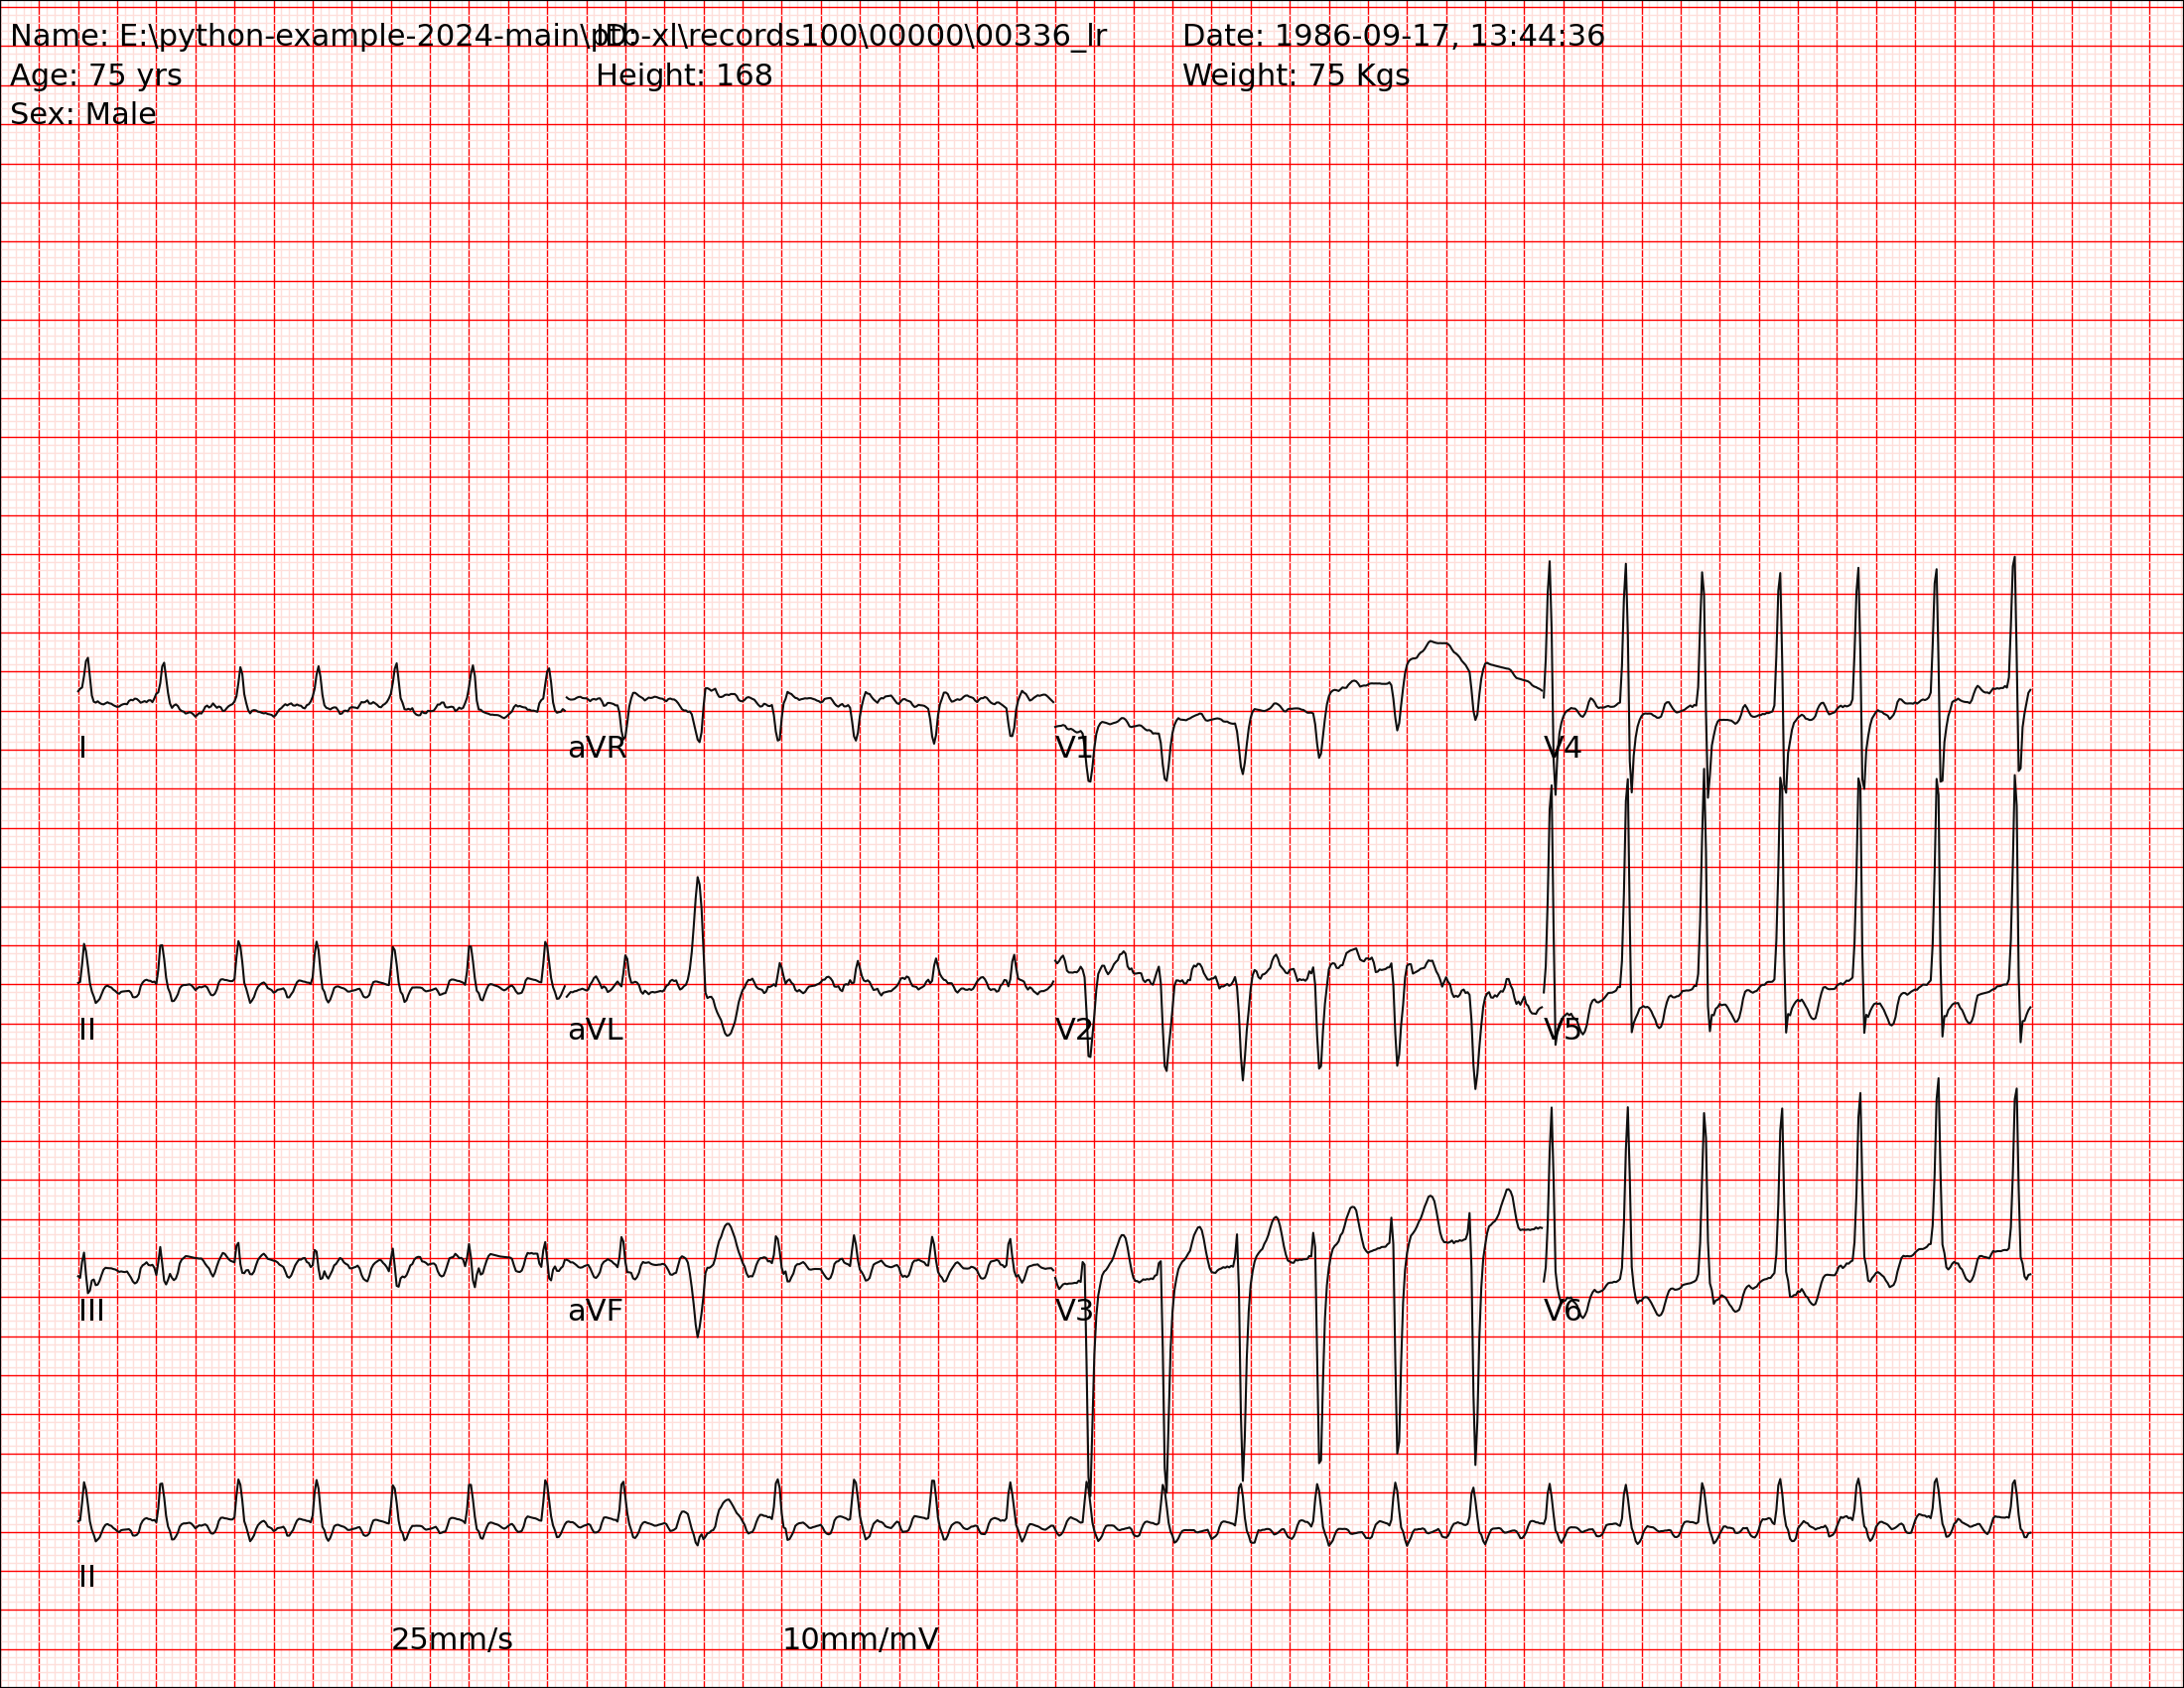 Name: E:\python-example-2024-main\ptb-xl\records100\00000\00336_lr ID: Date: 1986-09-17, 13:44:36
Age: 75 yrs Height: 168 Weight: 75 Kgs
Sex: Male
I aVR V1 V4
II aVL V2 V5
III aVF V3 V6
II
25mm/s 10mm/mV